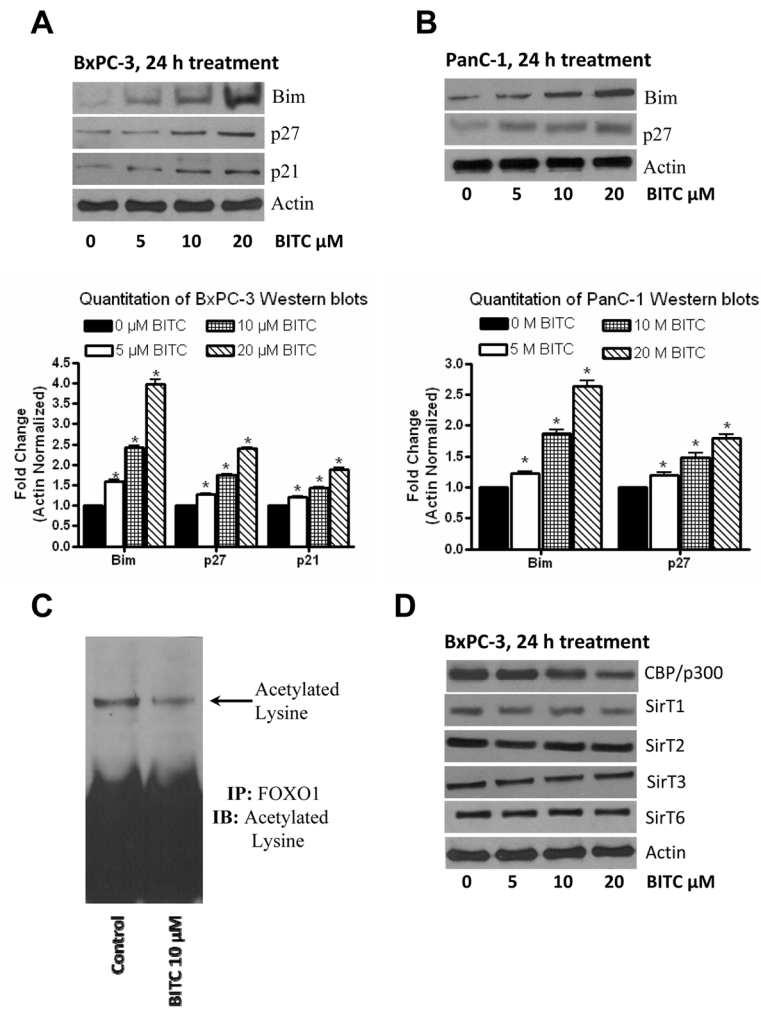 A
BxPC-3, 24 h treatment
Bim
p27
p21
Actin
0 5 10 20 BITC µM
B
PanC-1, 24 h treatment
Bim
p27
Actin
0 5 10 20 BITC µM
Quantitation of BxPC-3 Western blots
0 µM BITC 10 µM BITC
5 µM BITC 20 µM BITC
Fold Change
(Actin Normalized)
4.5
4.0
3.5
3.0
2.5
2.0
1.5
1.0
0.5
0.0
* * * * * * * * *
Bim p27 p21
Quantitation of PanC-1 Western blots
0 M BITC 10 M BITC
5 M BITC 20 M BITC
Fold Change
(Actin Normalized)
3.0
2.5
2.0
1.5
1.0
0.5
0.0
* * * * * *
Bim p27
C
Acetylated
Lysine
IP: FOXO1
IB: Acetylated
Lysine
Control
BITC 10 µM
D
BxPC-3, 24 h treatment
CBP/p300
SirT1
SirT2
SirT3
SirT6
Actin
0 5 10 20 BITC µM